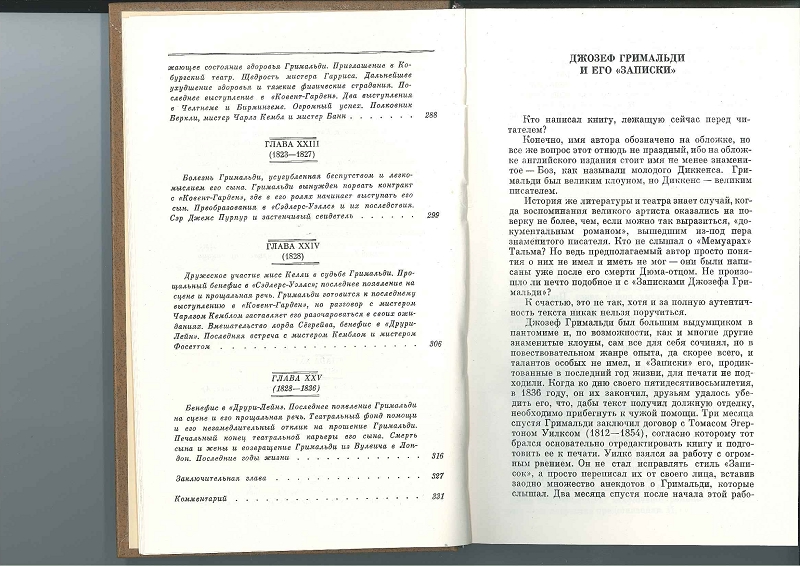 жающее состояние здоровья Гримальди. Приглашение в Ко-
бургский театр. Щедрость мистера Гарриса. Дальнейшее
ухудшение здоровья и тяжкие физические страдания. По-
следнее выступление в «Ковент-Гарден». Два выступления
в Челтнеме и Бирмингеме. Огромный успех. Полковник
Беркли, мистер Чарлз Кембл и мистер Банн . . . . . . . 288
ГЛАВА XXIII
(1823—1827)
Болезнь Гримальди, усугубленная беспутством и легко-
мыслием его сына. Гримальди вынужден порвать контракт
с «Ковент-Гарден», где в его ролях начинает выступать его
сын. Преобразования в «Сэдлерс-Уэллс» и их последствия.
Сэр Джемс Пурпур и застенчивый свидетель . . . . . . 299
ГЛАВА XXIV
(1828)
Дружеское участие мисс Келли в судьбе Гримальди. Про-
щальный бенефис в «Сэдлерс-Уэллс»; последнее появление на
сцене и прощальная речь. Гримальди готовится к последнему
выступлению в «Ковент-Гарден», но разговор с мистером
Чарлзом Кемблом заставляет его разочароваться в своих ожи-
даниях. Вмешательство лорда Сёгрейва, бенефис в «Друри-
Лейн». Последняя встреча с мистером Кемблом и мистером
Фосеттом . . . . . . . . . . . . . . . . . . . 306
ГЛАВА XXV
(1828—1836)
Бенефис в «Друри-Лейн». Последнее появление Гримальди
на сцене и его прощальная речь. Театральный фонд помощи
и его незамедлительный отклик на прошение Гримальди.
Печальный конец театральной карьеры его сына. Смерть
сына и жены и возвращение Гримальди из Вулвича в Лон-
дон. Последние годы жизни . . . . . . . . . . . . 316
Заключительная глава . . . . . . . . . . . . . . . 327
Комментарий . . . . . . . . . . . . . . . . . . 331
ДЖОЗЕФ ГРИМАЛЬДИ
И ЕГО «ЗАПИСКИ»
Кто написал книгу, лежащую сейчас перед чи-
тателем?
Конечно, имя автора обозначено на обложке, но
все же вопрос этот отнюдь не праздный, ибо на облож-
ке английского издания стоит имя не менее знамени-
тое — Боз, как называли молодого Диккенса. Гри-
мальди был великим клоуном, но Диккенс — великим
писателем.
История же литературы и театра знает случай, ког-
да воспоминания великого артиста оказались на по-
верку не более, чем, если можно так выразиться, «до-
кументальным романом», вышедшим из-под пера
знаменитого писателя. Кто не слышал о «Мемуарах»
Тальма? Но ведь предполагаемый автор просто поня-
тия о них не имел и иметь не мог — они были напи-
саны уже после его смерти Дюма-отцом. Не произо-
шло ли нечто подобное и с «Записками Джозефа Гри-
мальди»?
К счастью, это не так, хотя и за полную аутентич-
ность текста никак нельзя поручиться.
Джозеф Гримальди был большим выдумщиком в
пантомиме и, по возможности, как и многие другие
знаменитые клоуны, сам все для себя сочинял, но в
повествовательном жанре опыта, да скорее всего, и
талантов особых не имел, и «Записки» его, продик-
тованные в последний год жизни, для печати не под-
ходили. Когда ко дню своего пятидесятивосьмилетия,
в 1836 году, он их закончил, друзьям удалось убе-
дить его, что, дабы текст получил должную отделку,
необходимо прибегнуть к чужой помощи. Три месяца
спустя Гримальди заключил договор с Томасом Эгер-
тоном Уилксом (1812—1854), согласно которому тот
брался основательно отредактировать книгу и подго-
товить ее к печати. Уилкс взялся за работу с огром-
ным рвением. Он не стал исправлять стиль «Запи-
сок», а просто переписал их от своего лица, вставив
заодно множество анекдотов о Гримальди, которые
слышал. Два месяца спустя после начала этой рабо-